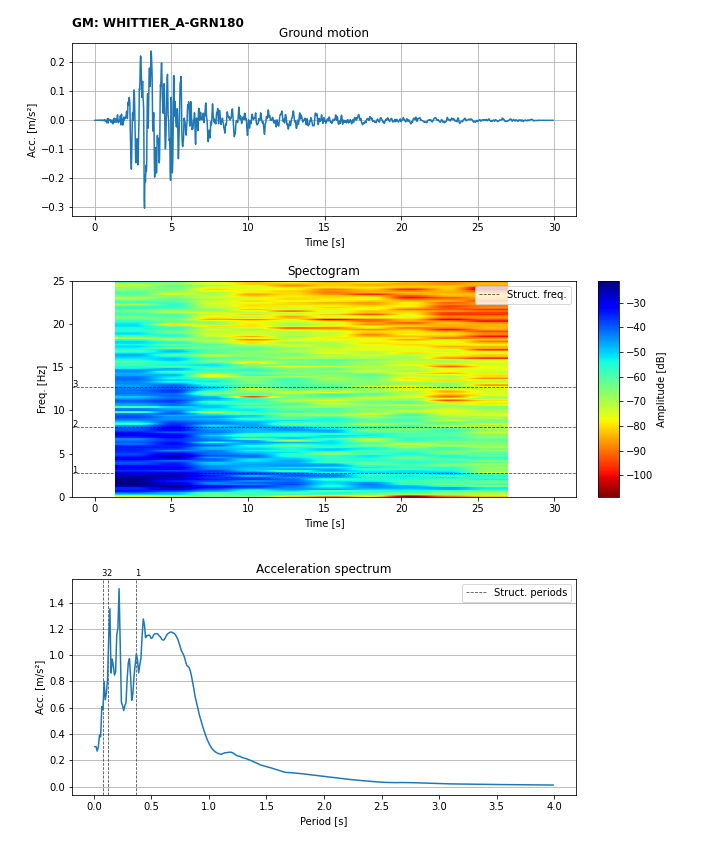 GM: WHITTIER_A-GRN180
Ground motion
0.2
0.1
0.0
−0.1
−0.2
−0.3
Acc. [m/s²]
0 5 10 15 20 25 30
Time [s]
Spectogram
25
20
15
10
5
0
Freq. [Hz]
Struct. freq.
3
2
1
0 5 10 15 20 25 30
Time [s]
−30
−40
−50
−60
−70
−80
−90
−100
Amplitude [dB]
Acceleration spectrum
3 2 1
Struct. periods
1.4
1.2
1.0
0.8
0.6
0.4
0.2
0.0
Acc. [m/s²]
0.0 0.5 1.0 1.5 2.0 2.5 3.0 3.5 4.0
Period [s]